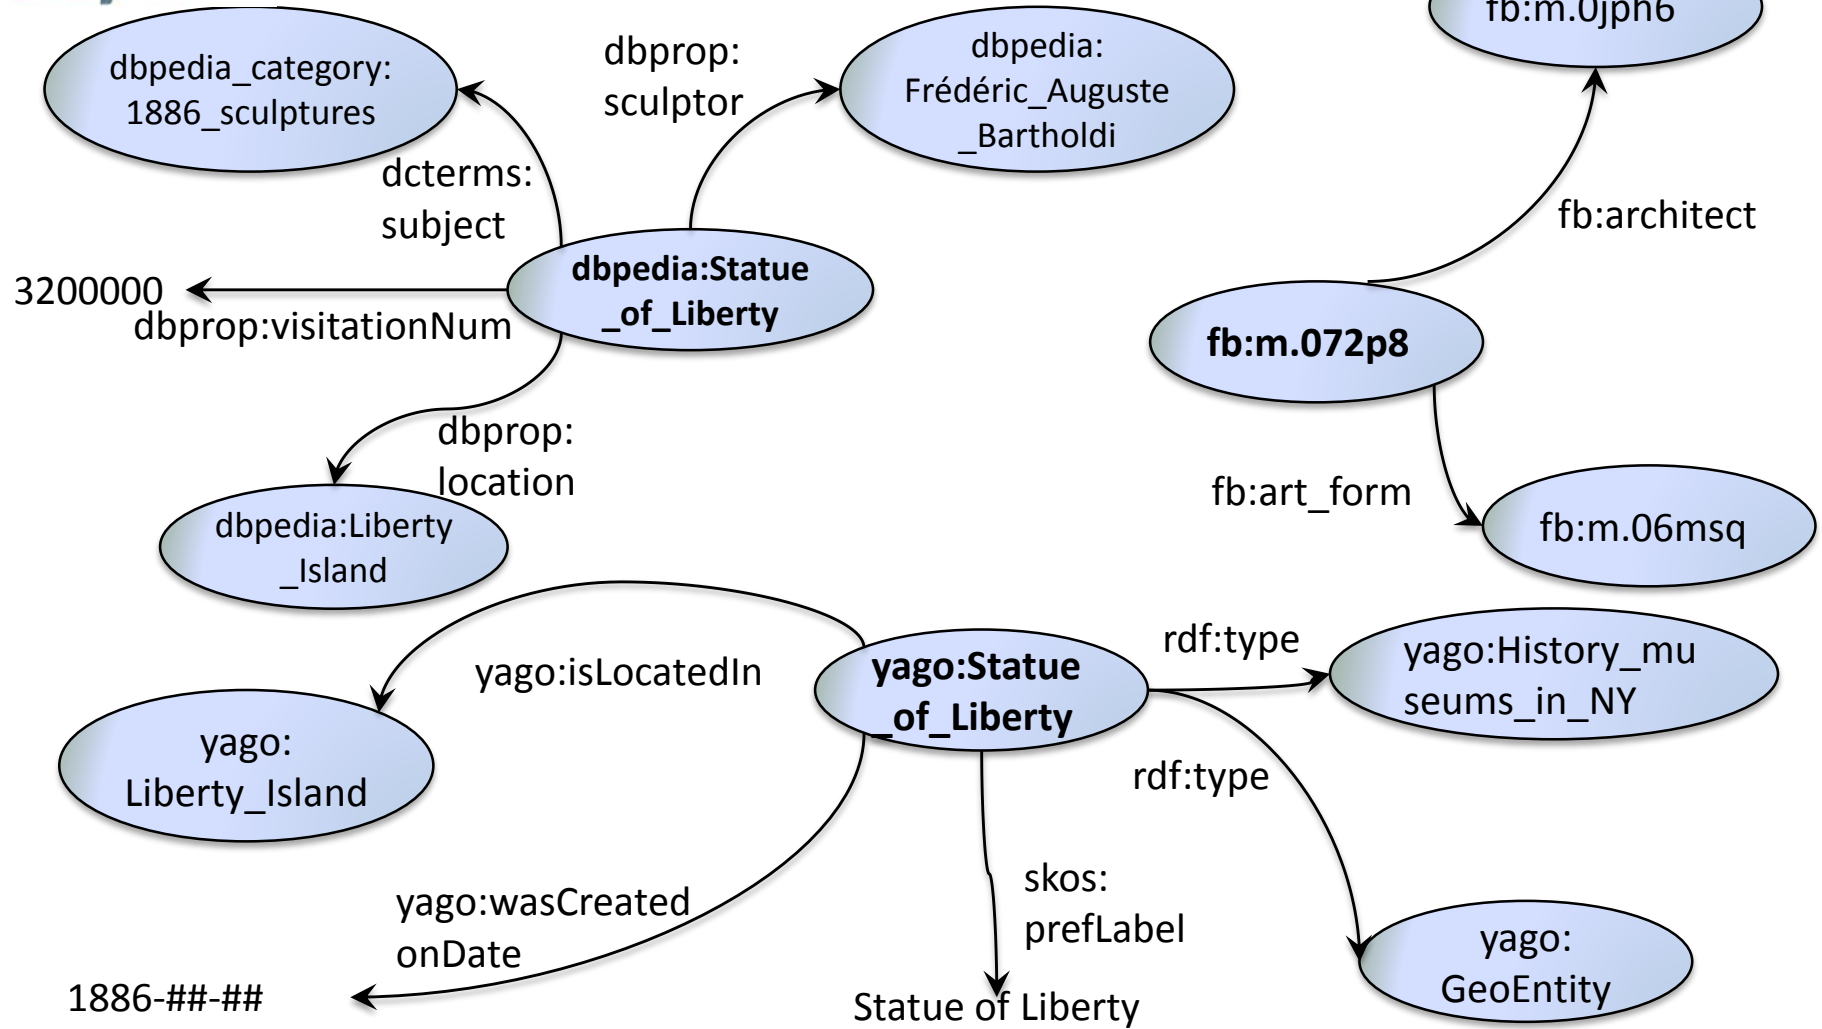 fb:m.0jph6
dbpedia_category:
1886_sculptures
dbprop:
sculptor
dbpedia:
Frédéric_Auguste
_Bartholdi
dcterms:
subject
fb:architect
3200000
dbprop:visitationNum
dbpedia:Statue
_of_Liberty
fb:m.072p8
dbprop:
location
fb:art_form
fb:m.06msq
dbpedia:Liberty
_Island
yago:isLocatedIn
yago:Statue
_of_Liberty
rdf:type
yago:History_mu
seums_in_NY
yago:
Liberty_Island
rdf:type
yago:wasCreated
onDate
skos:
prefLabel
yago:
GeoEntity
1886-##-##
Statue of Liberty